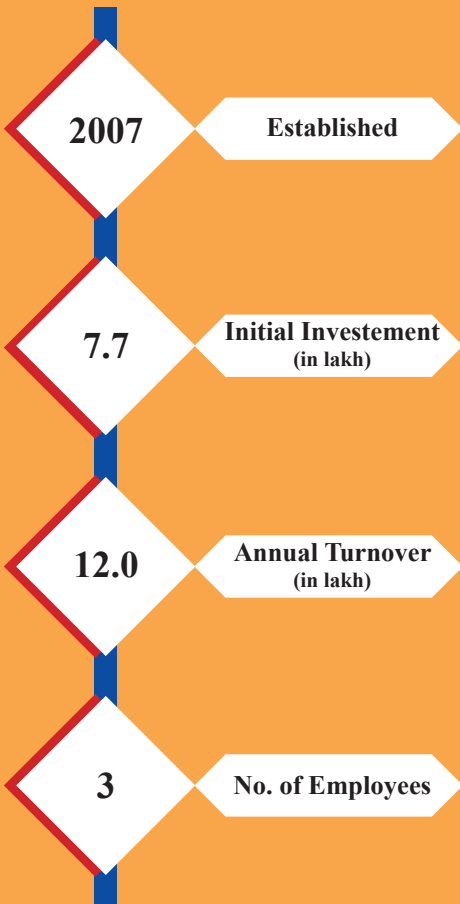 2007
Established
7.7
Initial Investement
(in lakh)
12.0
Annual Turnover
(in lakh)
3
No. of Employees